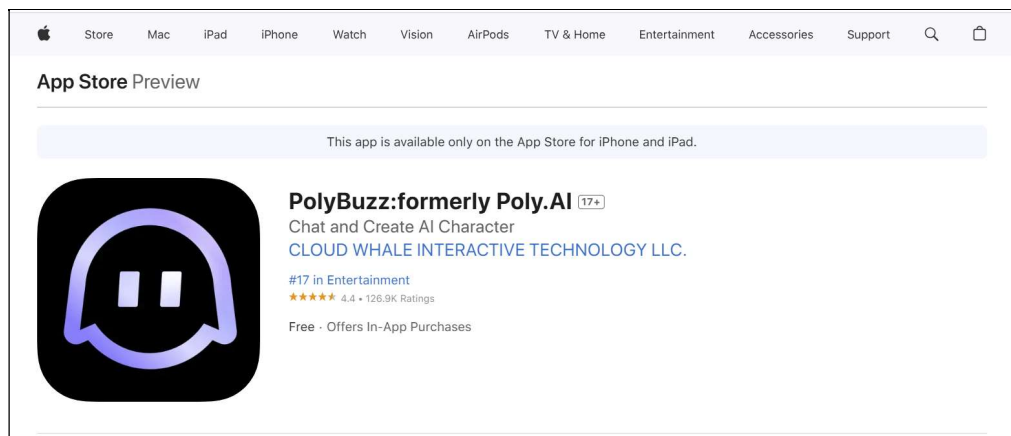 Store Mac iPad iPhone Watch Vision AirPods TV & Home Entertainment Accessories Support
App Store Preview
This app is available only on the App Store for iPhone and iPad.
PolyBuzz:formerly Poly.AI 17+
Chat and Create AI Character
CLOUD WHALE INTERACTIVE TECHNOLOGY LLC.
#17 in Entertainment
★★★★★ 4.4 • 126.9K Ratings
Free · Offers In-App Purchases